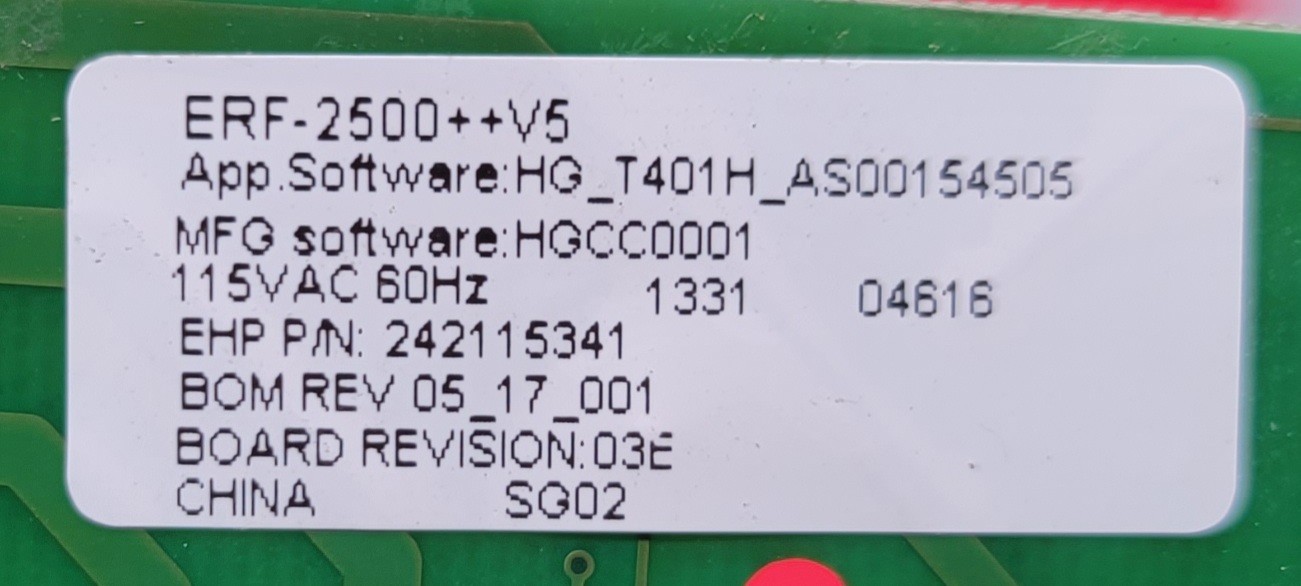 ERF-2500++V5
App.Software:HG_T401H_AS00154505
MFG software:HGCC0001
115VAC 60Hz 1331 04616
EHP P/N: 242115341
BOM REV 05_17_001
BOARD REVISION:03E
CHINA SG02